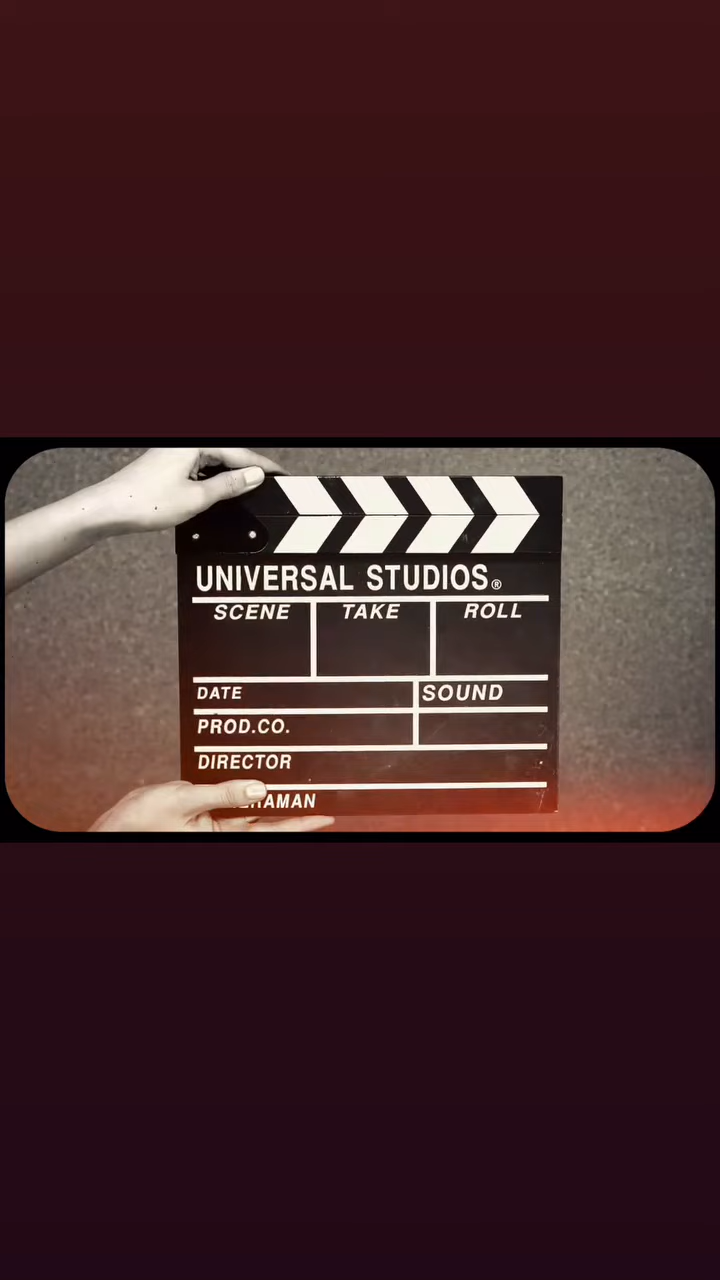 UNIVERSAL STUDIOS®
SCENE TAKE ROLL
DATE SOUND
PROD.CO.
DIRECTOR